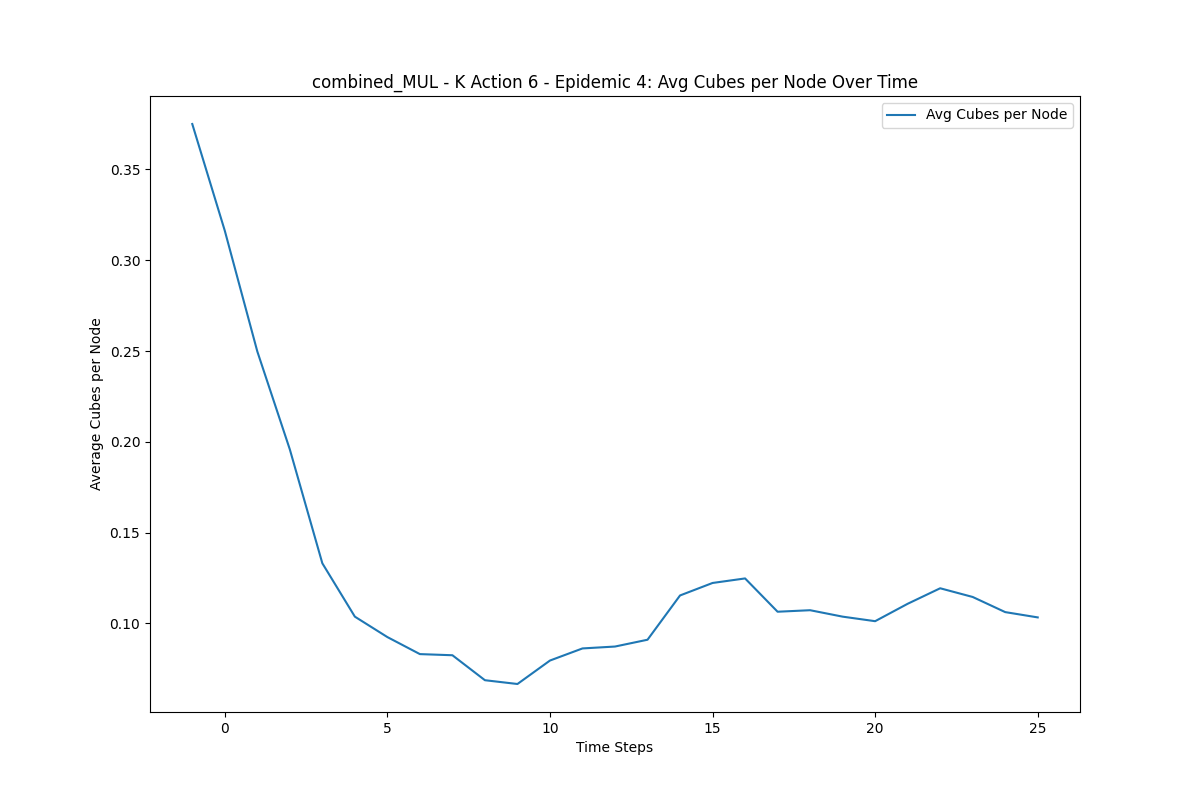 combined_MUL - K Action 6 - Epidemic 4: Avg Cubes per Node Over Time
Avg Cubes per Node
0.35
0.30
0.25
0.20
0.15
0.10
Average Cubes per Node
0 5 10 15 20 25
Time Steps